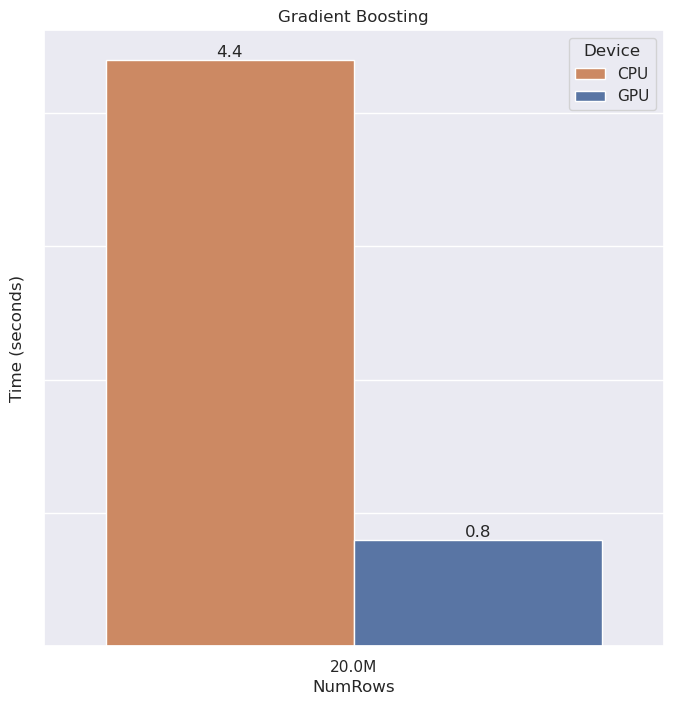 Gradient Boosting
4.4
Device
CPU
GPU
Time (seconds)
0.8
20.0M
NumRows